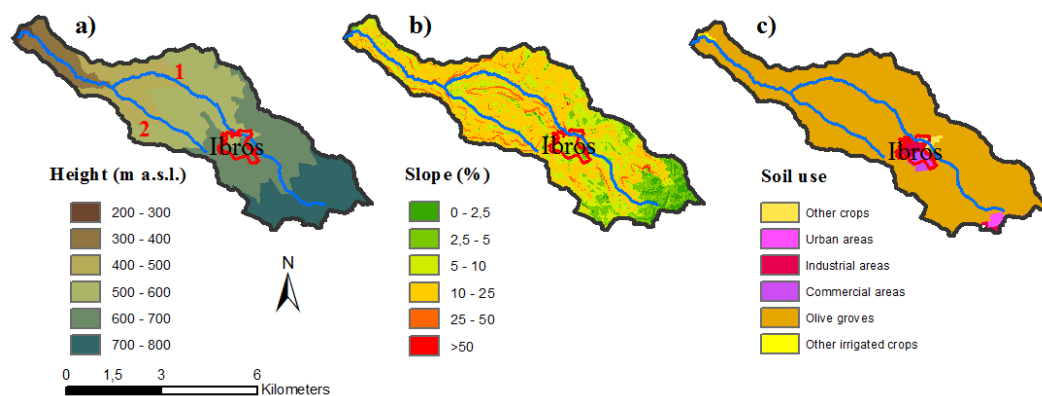 a)
1
2
Ibros
Height (m a.s.l.)
200 - 300
300 - 400
400 - 500
500 - 600
600 - 700
700 - 800
N
0 1,5 3 6
Kilometers
b)
Ibros
Slope (%)
0 - 2,5
2,5 - 5
5 - 10
10 - 25
25 - 50
>50
c)
Ibros
Soil use
Other crops
Urban areas
Industrial areas
Commercial areas
Olive groves
Other irrigated crops